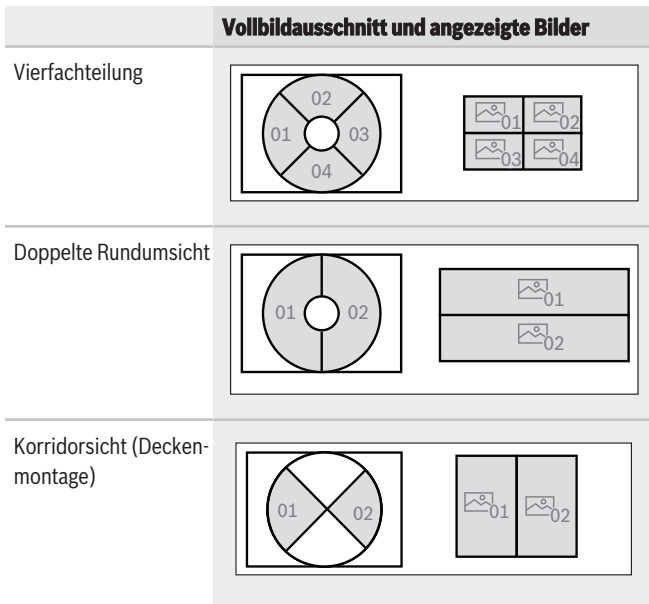 Vollbildausschnitt und angezeigte Bilder
Vierfachteilung
02
01 03
04
01 02
03 04
Doppelte Rundumsicht
01 02
01
02
Korridorsicht (Decken-
montage)
01 02
01 02